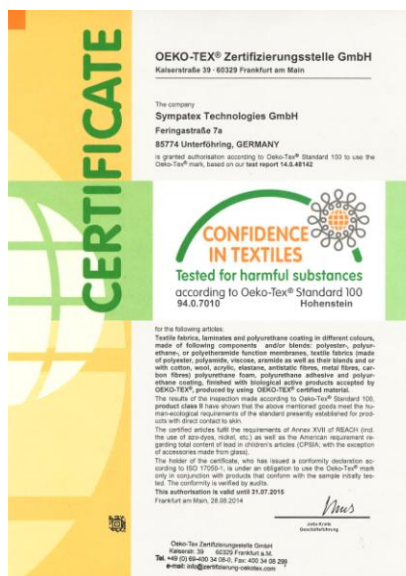 CERTIFICATE
OEKO-TEX® Zertifizierungsstelle GmbH
Kaiserstraße 39 · 60329 Frankfurt am Main
The company
Sympatex Technologies GmbH
Feringastraße 7a
85774 Unterföhring, GERMANY
is granted authorisation according to Oeko-Tex® Standard 100 to use the
Oeko-Tex® mark, based on our test report 14.0.48142
CONFIDENCE
IN TEXTILES
Tested for harmful substances
according to Oeko-Tex® Standard 100
94.0.7010 Hohenstein
for the following articles:
Textile fabrics, laminates and polyurethane coating in different colours,
made of following components and/or blends: polyester-, polyur-
ethane-, or polyetheramide function membranes, textile fabrics (made
of polyester, polyamide, viscose, aramide as well as their blends and or
with cotton, wool, acrylic, elastane, antistatic fibres, metal fibres, car-
bon fibres) polyurethane foam, polyurethane adhesive and polyur-
ethane coating, finished with biological active products accepted by
OEKO-TEX®, produced by using OEKO-TEX® certified material.
The results of the inspection made according to Oeko-Tex® Standard 100,
product class II have shown that the above mentioned goods meet the hu-
man-ecological requirements of the standard presently established for prod-
ucts with direct contact to skin.
The certified articles fulfil the requirements of Annex XVII of REACH (incl.
the use of azo-dyes, nickel, etc.) as well as the American requirement re-
garding total content of lead in children's articles (CPSIA; with the exception
of accessories made from glass).
The holder of the certificate, who has issued a conformity declaration ac-
cording to ISO 17050-1, is under an obligation to use the Oeko-Tex® mark
only in conjunction with products that conform with the sample initially tes-
ted. The conformity is verified by audits.
This authorisation is valid until 31.07.2015
Frankfurt am Main, 28.08.2014
Geschäftsführung
Oeko-Tex Zertifizierungsstelle GmbH
Kaiserstr. 39 60329 Frankfurt a.M.
Tel. +49 (0) 69-400 34 08-0, Fax: 400 34 08 299
e-mail: info@zertifizierung-oekotex.com